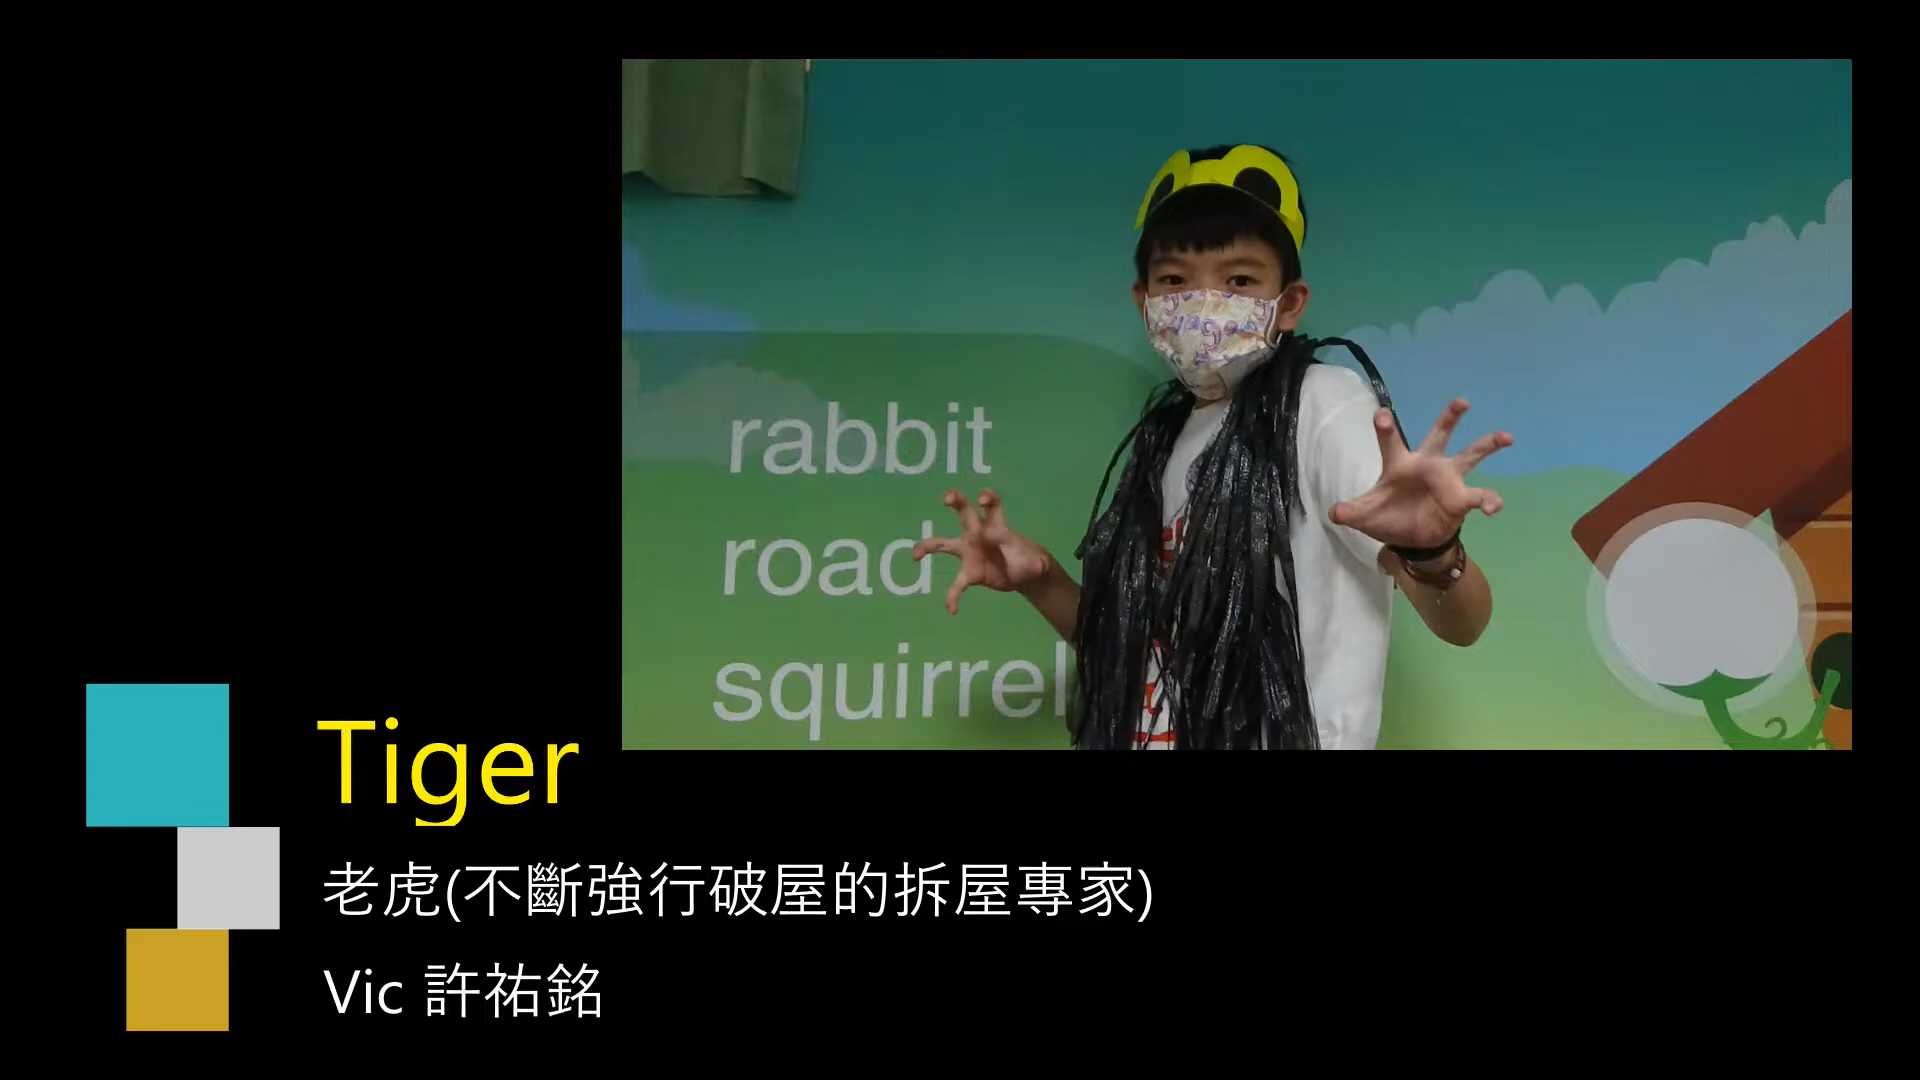 rabbit
road
squirrel
Tiger
老虎(不斷強行破屋的拆屋專家)
Vic 許祐銘